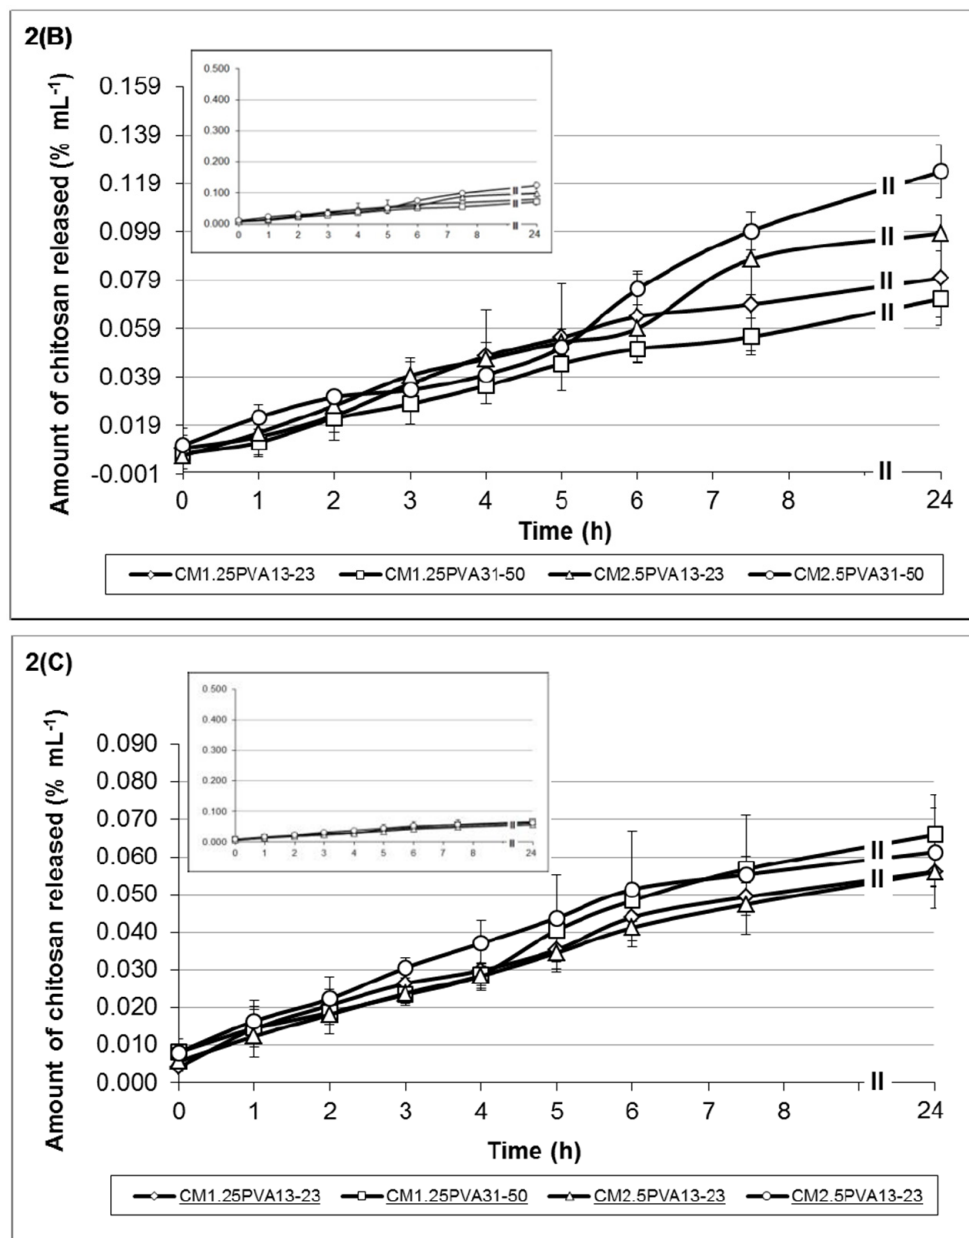 2(B)
Amount of chitosan released (% mL-1)
0.159
0.139
0.119
0.099
0.079
0.059
0.039
0.019
-0.001
0.500
0.400
0.300
0.200
0.100
0.000
0 1 2 3 4 5 6 7 8 24
0 1 2 3 4 5 6 7 8 24
Time (h)
CM1.25PVA13-23 CM1.25PVA31-50 CM2.5PVA13-23 CM2.5PVA31-50
2(C)
Amount of chitosan released (% mL-1)
0.090
0.080
0.070
0.060
0.050
0.040
0.030
0.020
0.010
0.000
0.500
0.400
0.300
0.200
0.100
0.000
0 1 2 3 4 5 6 7 8 24
0 1 2 3 4 5 6 7 8 24
Time (h)
CM1.25PVA13-23 CM1.25PVA31-50 CM2.5PVA13-23 CM2.5PVA13-23